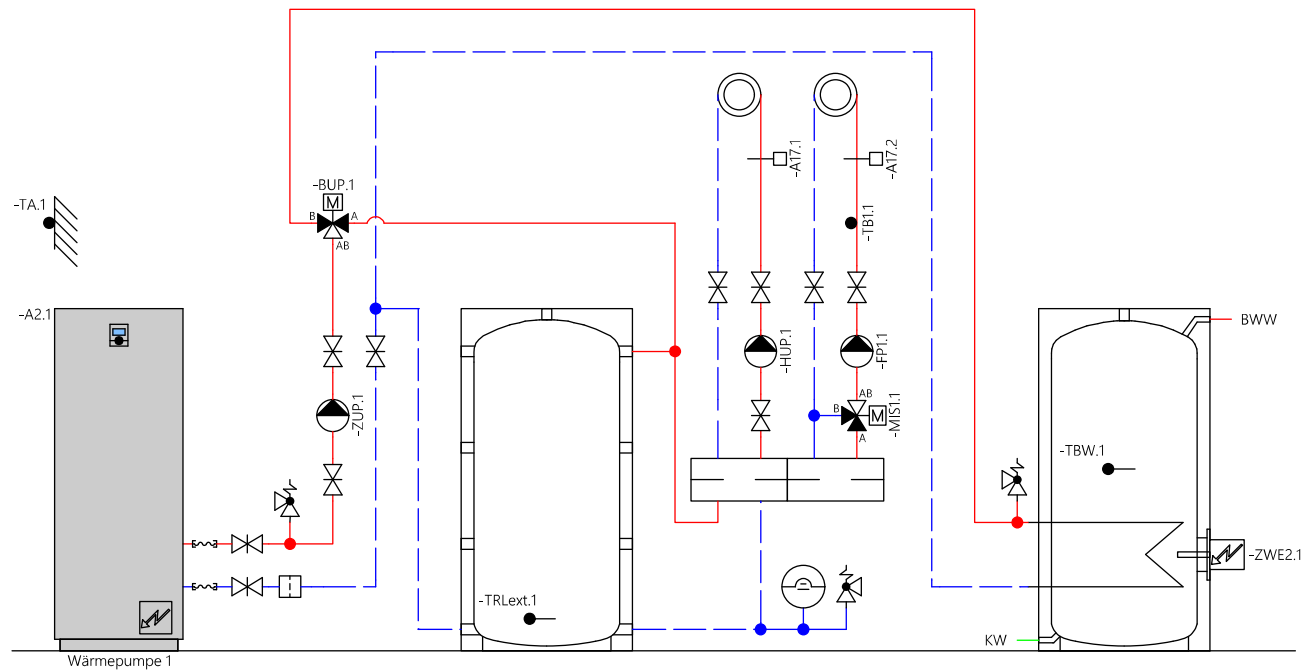 -BUP.1
M
B
A
AB
-TA.1
-A2.1
-ZUP.1
Wärmepumpe 1
-TRLext.1
-A17.1
-A17.2
-TB1.1
-HUP.1
-FP1.1
AB
B
M
A
-MIS1.1
BWW
-TBW.1
-ZWE2.1
KW